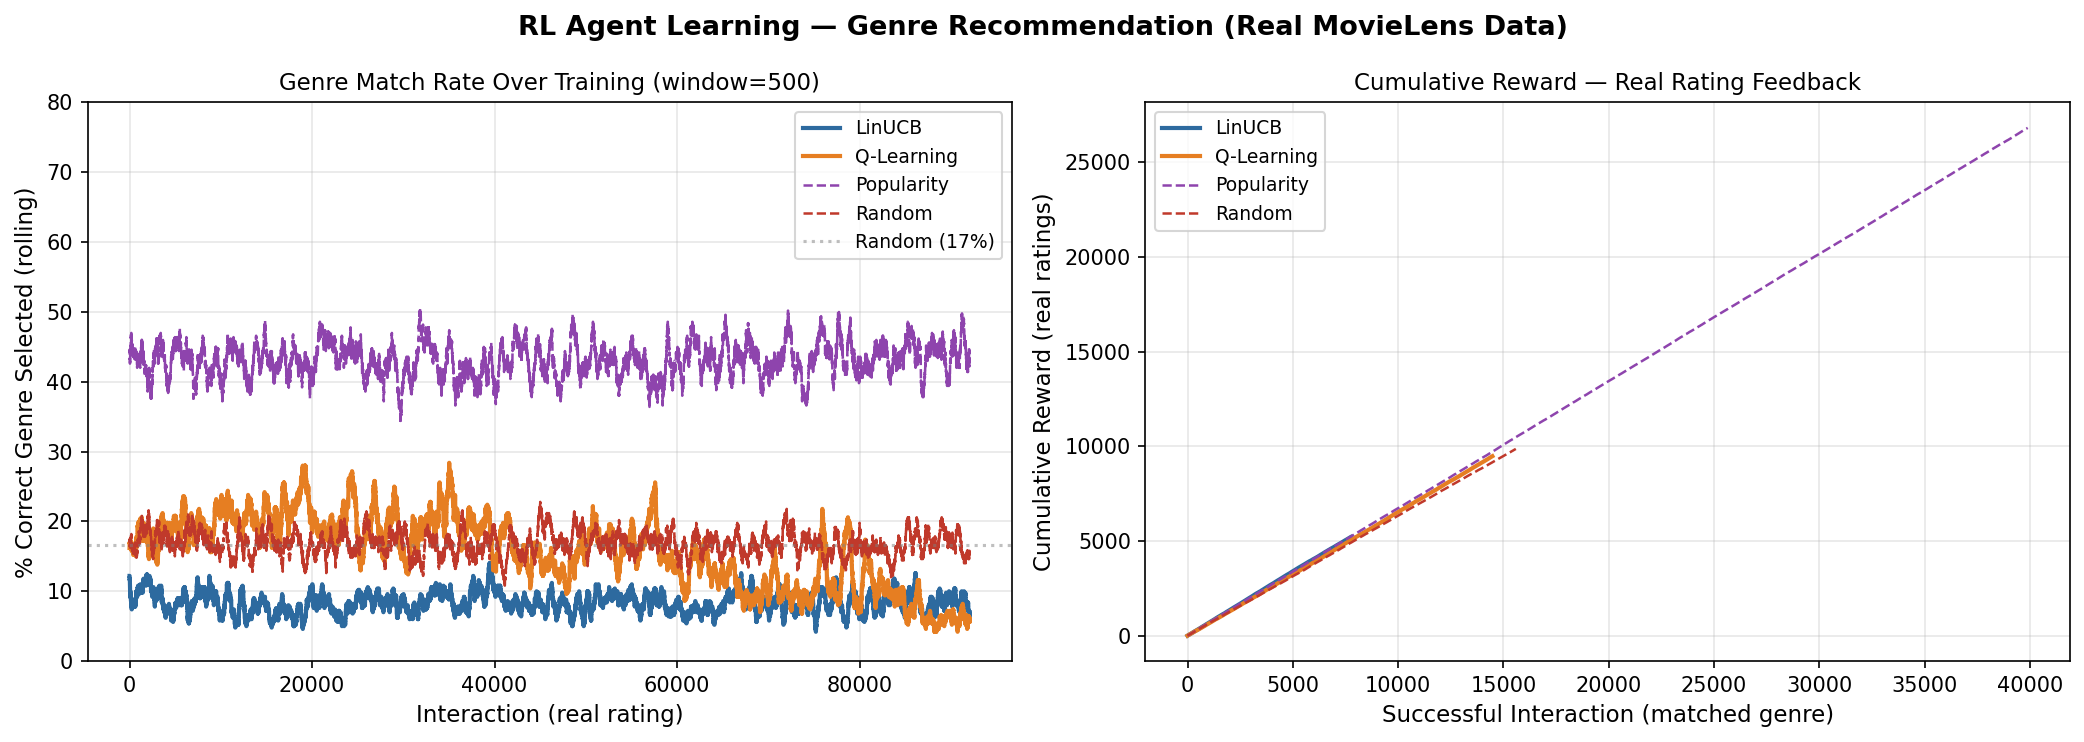 RL Agent Learning — Genre Recommendation (Real MovieLens Data)
Genre Match Rate Over Training (window=500)
% Correct Genre Selected (rolling)
80
70
60
50
40
30
20
10
0
0
20000
40000
60000
80000
Interaction (real rating)
LinUCB
Q-Learning
Popularity
Random
Random (17%)
Cumulative Reward — Real Rating Feedback
Cumulative Reward (real ratings)
25000
20000
15000
10000
5000
0
0
5000
10000
15000
20000
25000
30000
35000
40000
Successful Interaction (matched genre)
LinUCB
Q-Learning
Popularity
Random